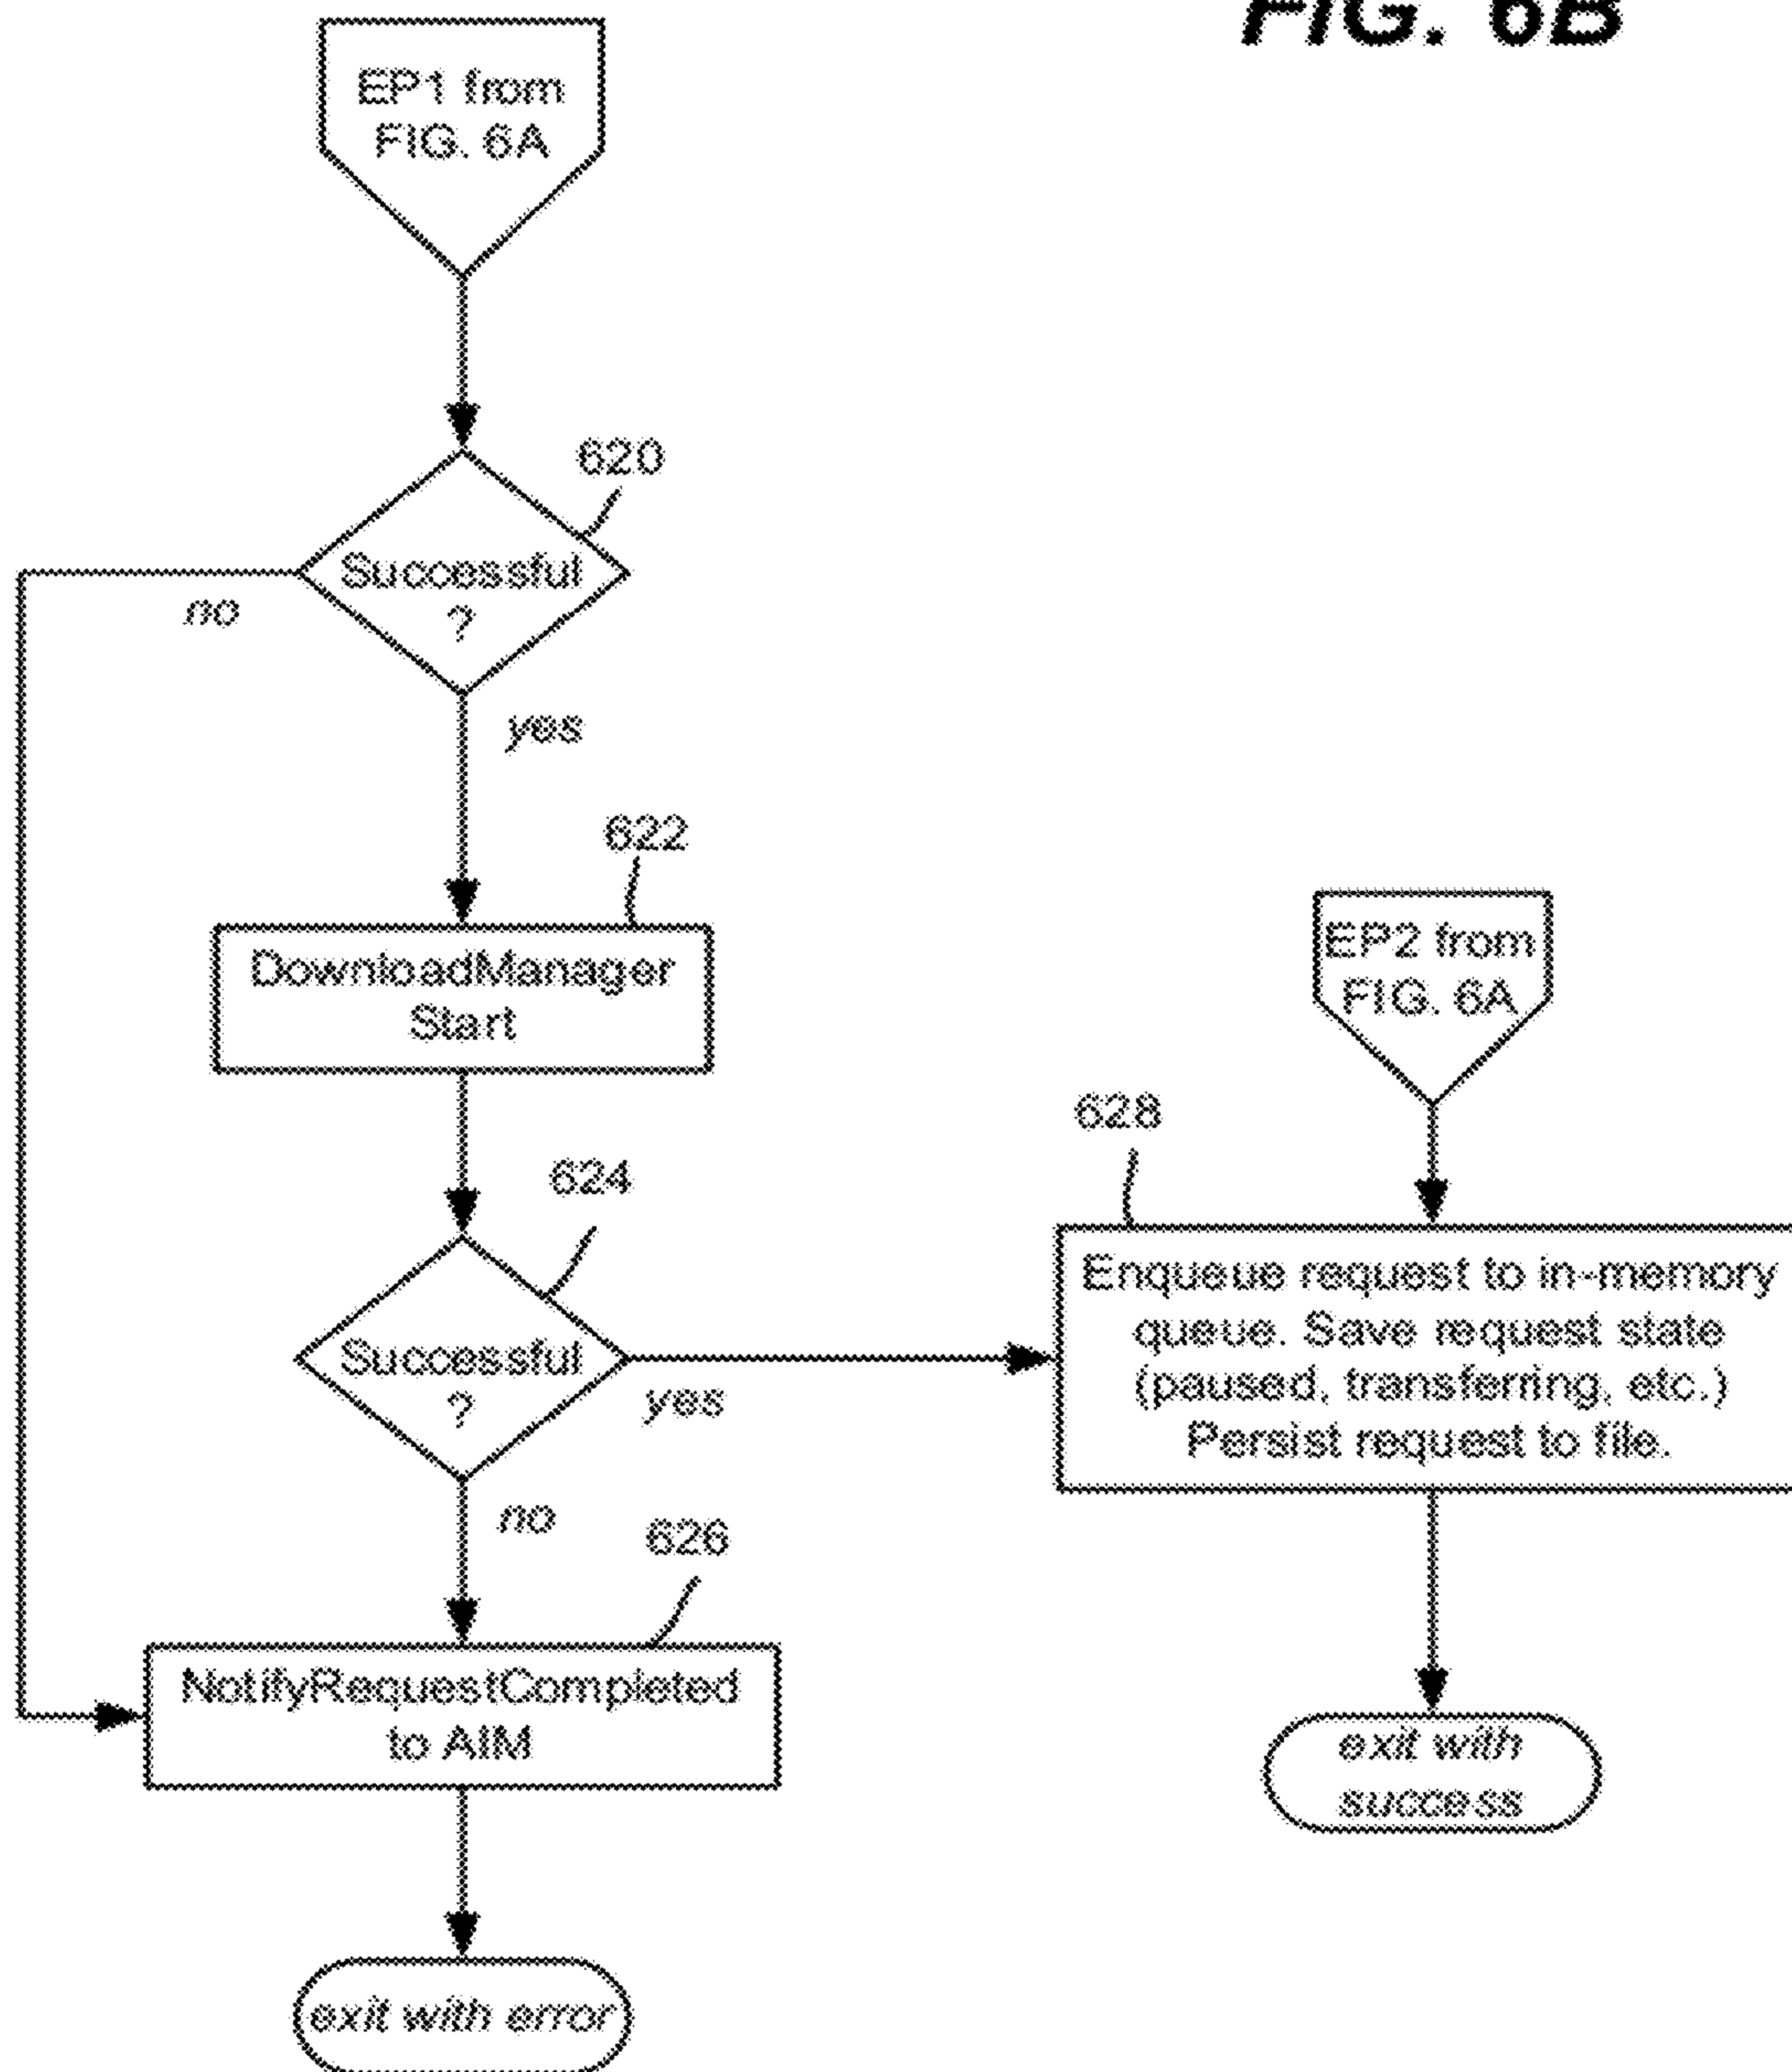 FIG. 6B
EP1 from
FIG. 6A
620
Successful
?
no
yes
622
DownloadManager
Start
EP2 from
FIG. 6A
628
624
Successful
?
yes
Enqueue request to in-memory
queue. Save request state
(paused, transferring, etc.)
Persist request to file.
no
626
NotifyRequestCompleted
to AIM
exit with
success
exit with error